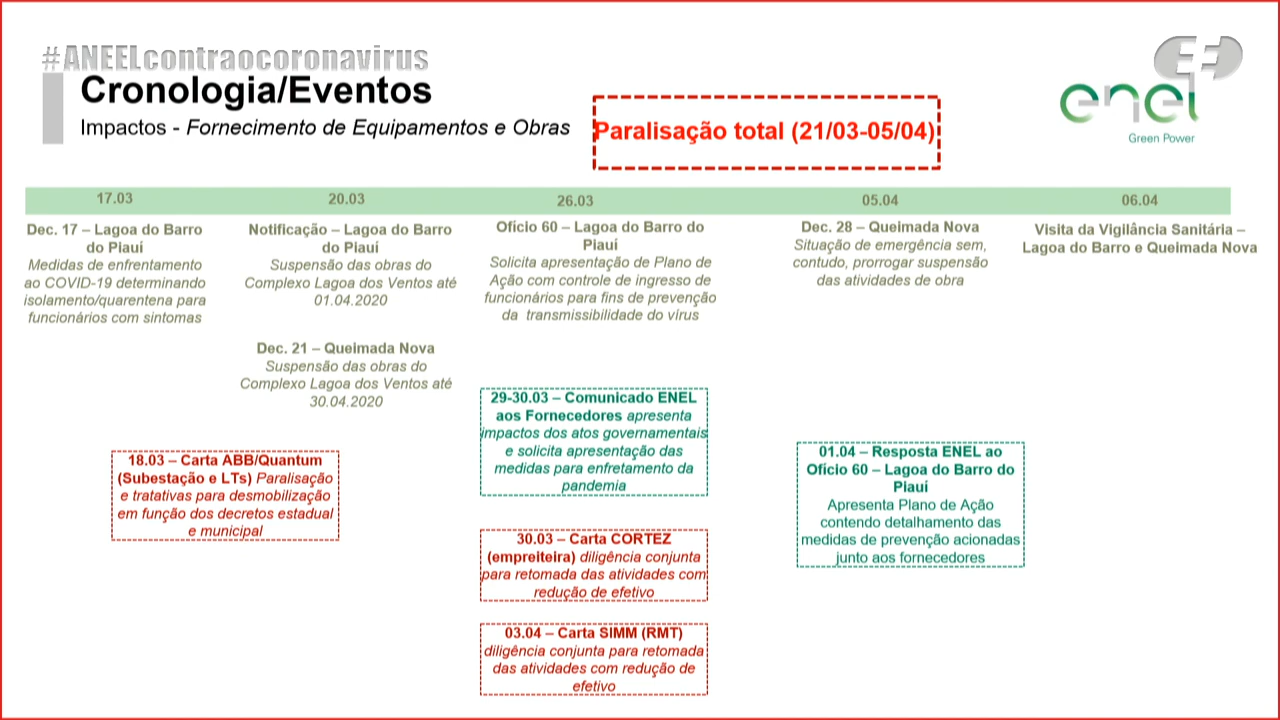 #ANEELcontraocoronavirus
Cronologia/Eventos
Impactos - Fornecimento de Equipamentos e Obras
Paralisação total (21/03-05/04)
enel
Green Power
17.03
20.03
26.03
05.04
06.04
Dec. 17 – Lagoa do Barro
do Piauí
Medidas de enfrentamento
ao COVID-19 determinando
isolamento/quarentena para
funcionários com sintomas
Notificação – Lagoa do Barro
do Piauí
Suspensão das obras do
Complexo Lagoa dos Ventos até
01.04.2020
Dec. 21 – Queimada Nova
Suspensão das obras do
Complexo Lagoa dos Ventos até
30.04.2020
Ofício 60 – Lagoa do Barro do
Piauí
Solicita apresentação de Plano de
Ação com controle de ingresso de
funcionários para fins de prevenção
da transmissibilidade do vírus
Dec. 28 – Queimada Nova
Situação de emergência sem,
contudo, prorrogar suspensão
das atividades de obra
Visita da Vigilância Sanitária –
Lagoa do Barro e Queimada Nova
18.03 – Carta ABB/Quantum
(Subestação e LTs) Paralisação
e tratativas para desmobilização
em função dos decretos estadual
e municipal
29-30.03 – Comunicado ENEL
aos Fornecedores apresenta
impactos dos atos governamentais
e solicita apresentação das
medidas para enfretamento da
pandemia
30.03 – Carta CORTEZ
(empreiteira) diligência conjunta
para retomada das atividades com
redução de efetivo
03.04 – Carta SIMM (RMT)
diligência conjunta para retomada
das atividades com redução de
efetivo
01.04 – Resposta ENEL ao
Ofício 60 – Lagoa do Barro do
Piauí
Apresenta Plano de Ação
contendo detalhamento das
medidas de prevenção acionadas
junto aos fornecedores